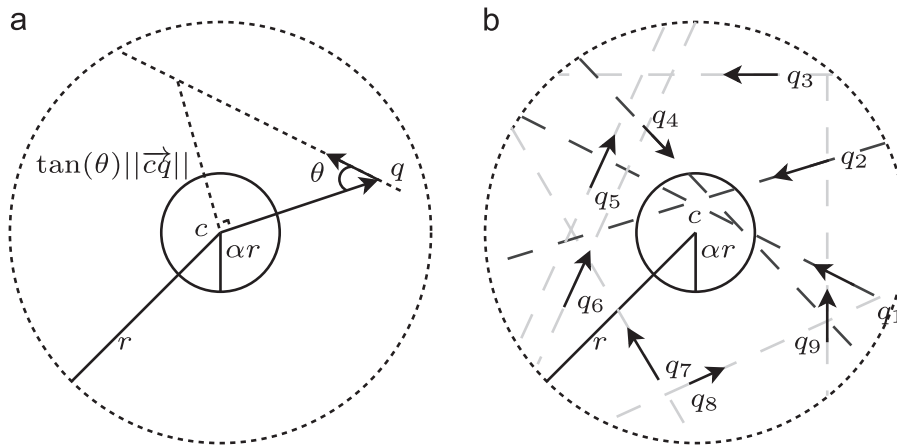 a
tan(θ)||c⃗q||
θ
q
c
αr
r
b
q₃
q₄
q₂
q₅
c
αr
q₆
q₁
r
q₉
q₇
q₈